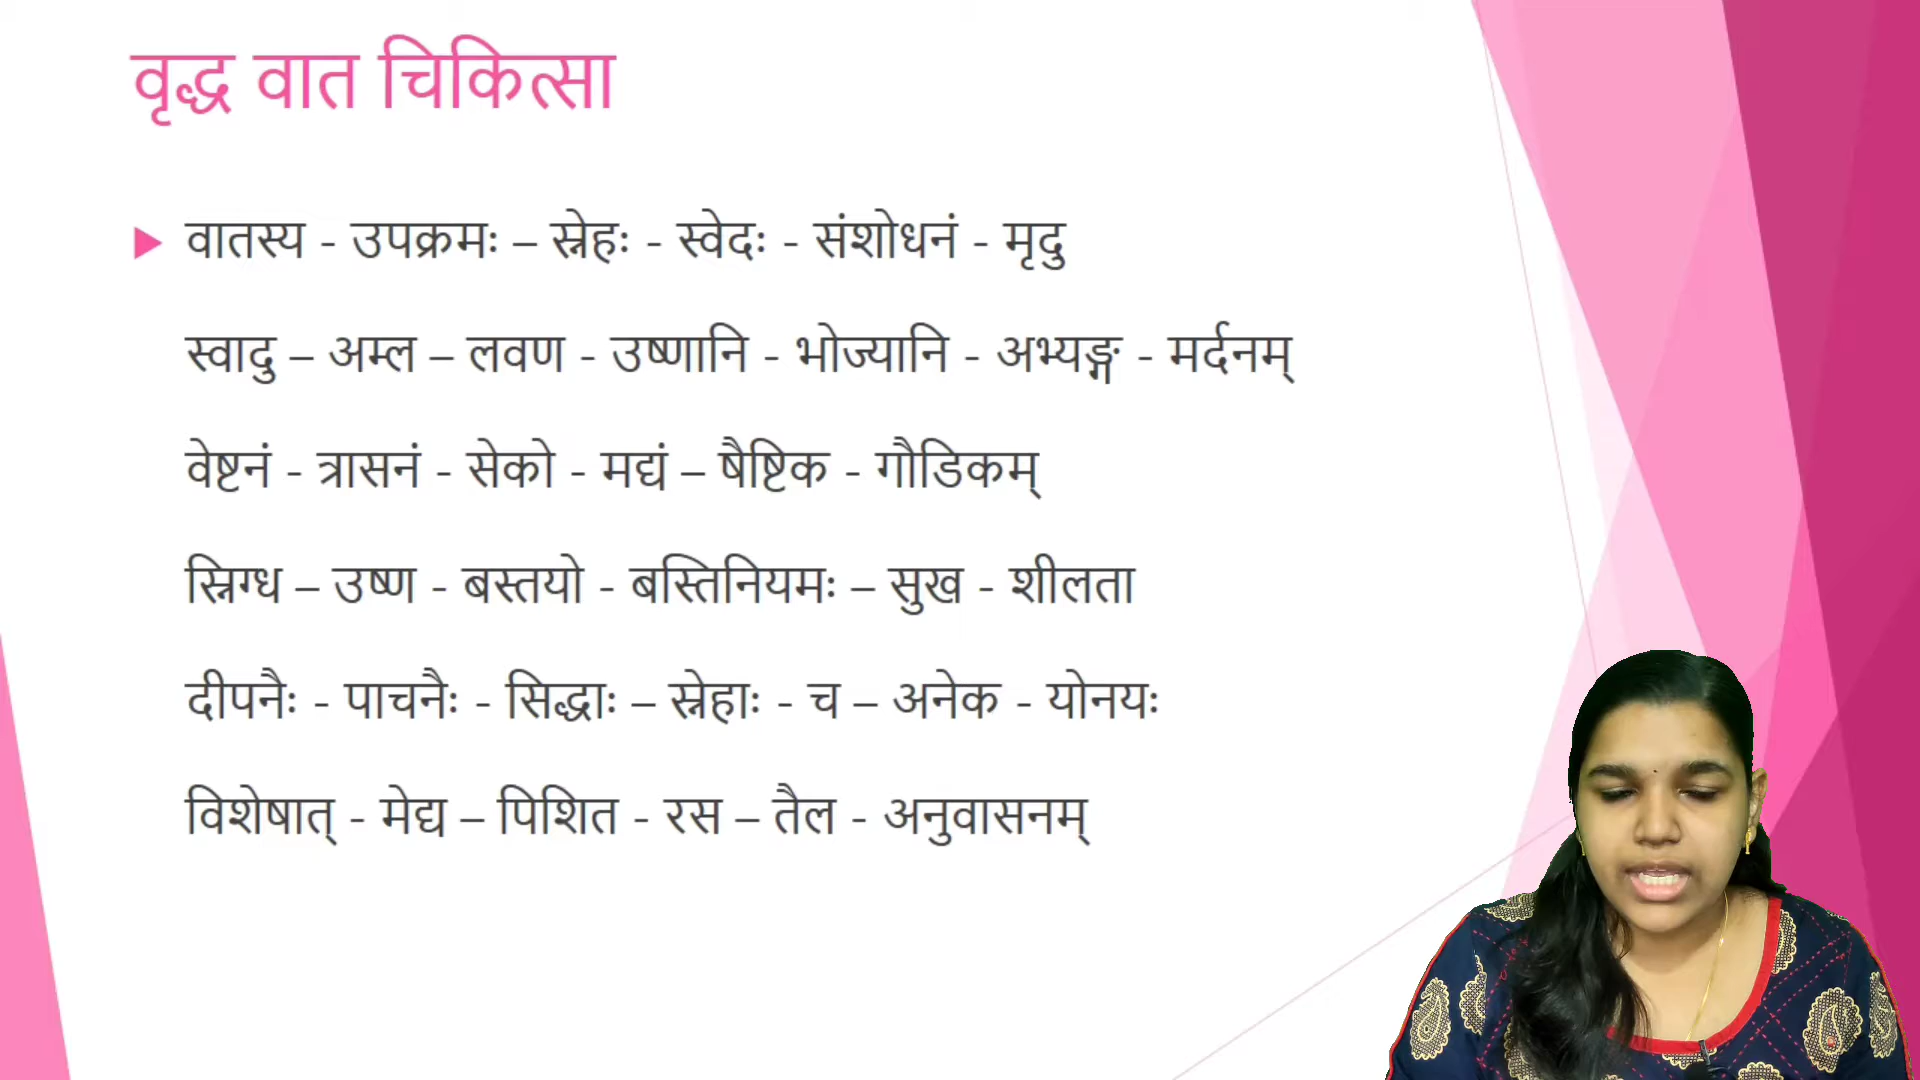 वृद्ध वात चिकित्सा
वातस्य - उपक्रमः – स्नेहः - स्वेदः - संशोधनं - मृदु
स्वादु – अम्ल – लवण - उष्णानि - भोज्यानि - अभ्यङ्ग - मर्दनम्
वेष्टनं - त्रासनं - सेको - मद्यं – षैष्टिक - गौडिकम्
स्निग्ध – उष्ण - बस्तयो - बस्तिनियमः – सुख - शीलता
दीपनैः - पाचनैः - सिद्धाः – स्नेहाः - च – अनेक - योनयः
विशेषात् - मेद्य – पिशित - रस – तैल - अनुवासनम्